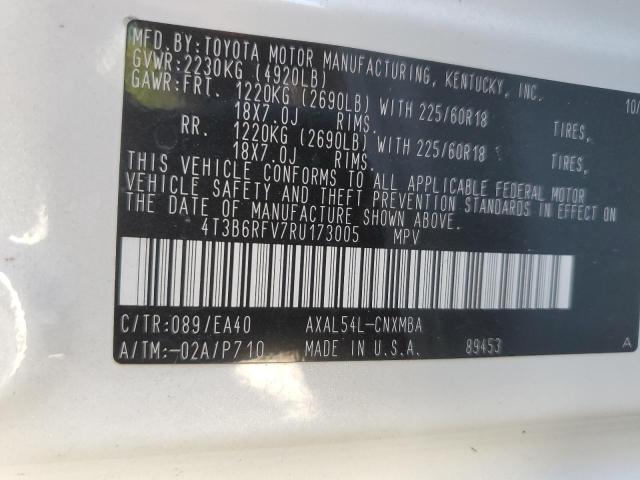 MFD.BY:TOYOTA MOTOR MANUFACTURING, KENTUCKY, INC. 10/
GVWR:2230KG (4920LB)
GAWR:FRT. 1220KG (2690LB) WITH 225/60R18 TIRES,
18X7.0J RIMS.
RR. 1220KG (2690LB) WITH 225/60R18 TIRES,
18X7.0J RIMS.
THIS VEHICLE CONFORMS TO ALL APPLICABLE FEDERAL MOTOR
VEHICLE SAFETY AND THEFT PREVENTION STANDARDS IN EFFECT ON
THE DATE OF MANUFACTURE SHOWN ABOVE.
4T3B6RFV7RU173005 MPV
C/TR:089/EA40 AXAL54L-CNXMBA
A/TM:-02A/P710 MADE IN U.S.A. 89453 A